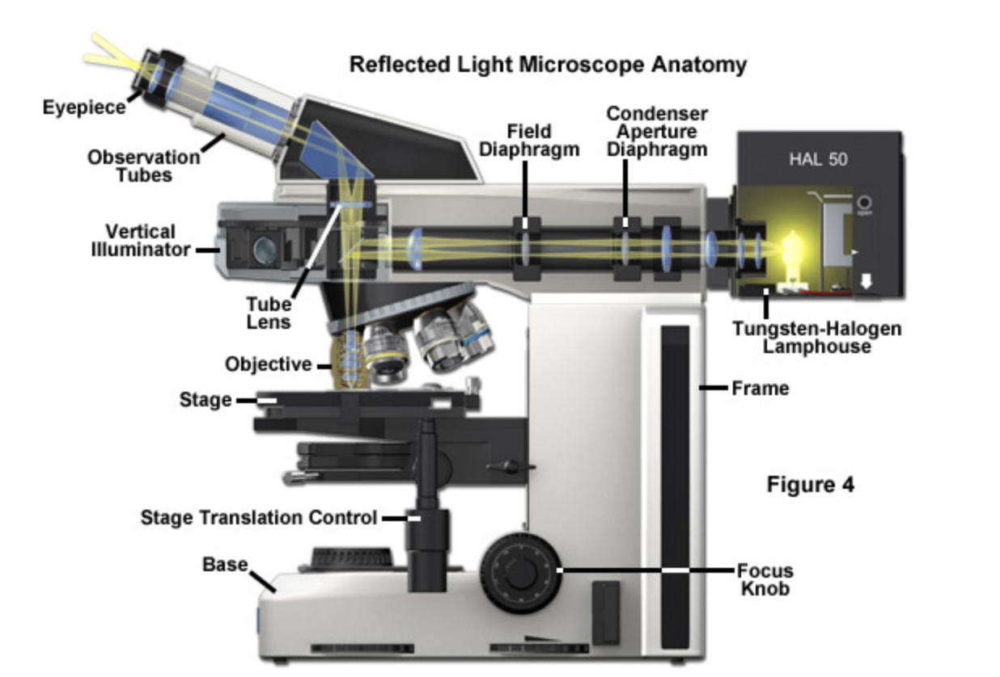 Reflected Light Microscope Anatomy
Eyepiece
Observation
Tubes
Field
Diaphragm
Condenser
Aperture
Diaphragm
HAL 50
open
Vertical
Illuminator
Tube
Lens
Tungsten-Halogen
Lamphouse
Objective
Stage
Frame
Figure 4
Stage Translation Control
Base
Focus
Knob